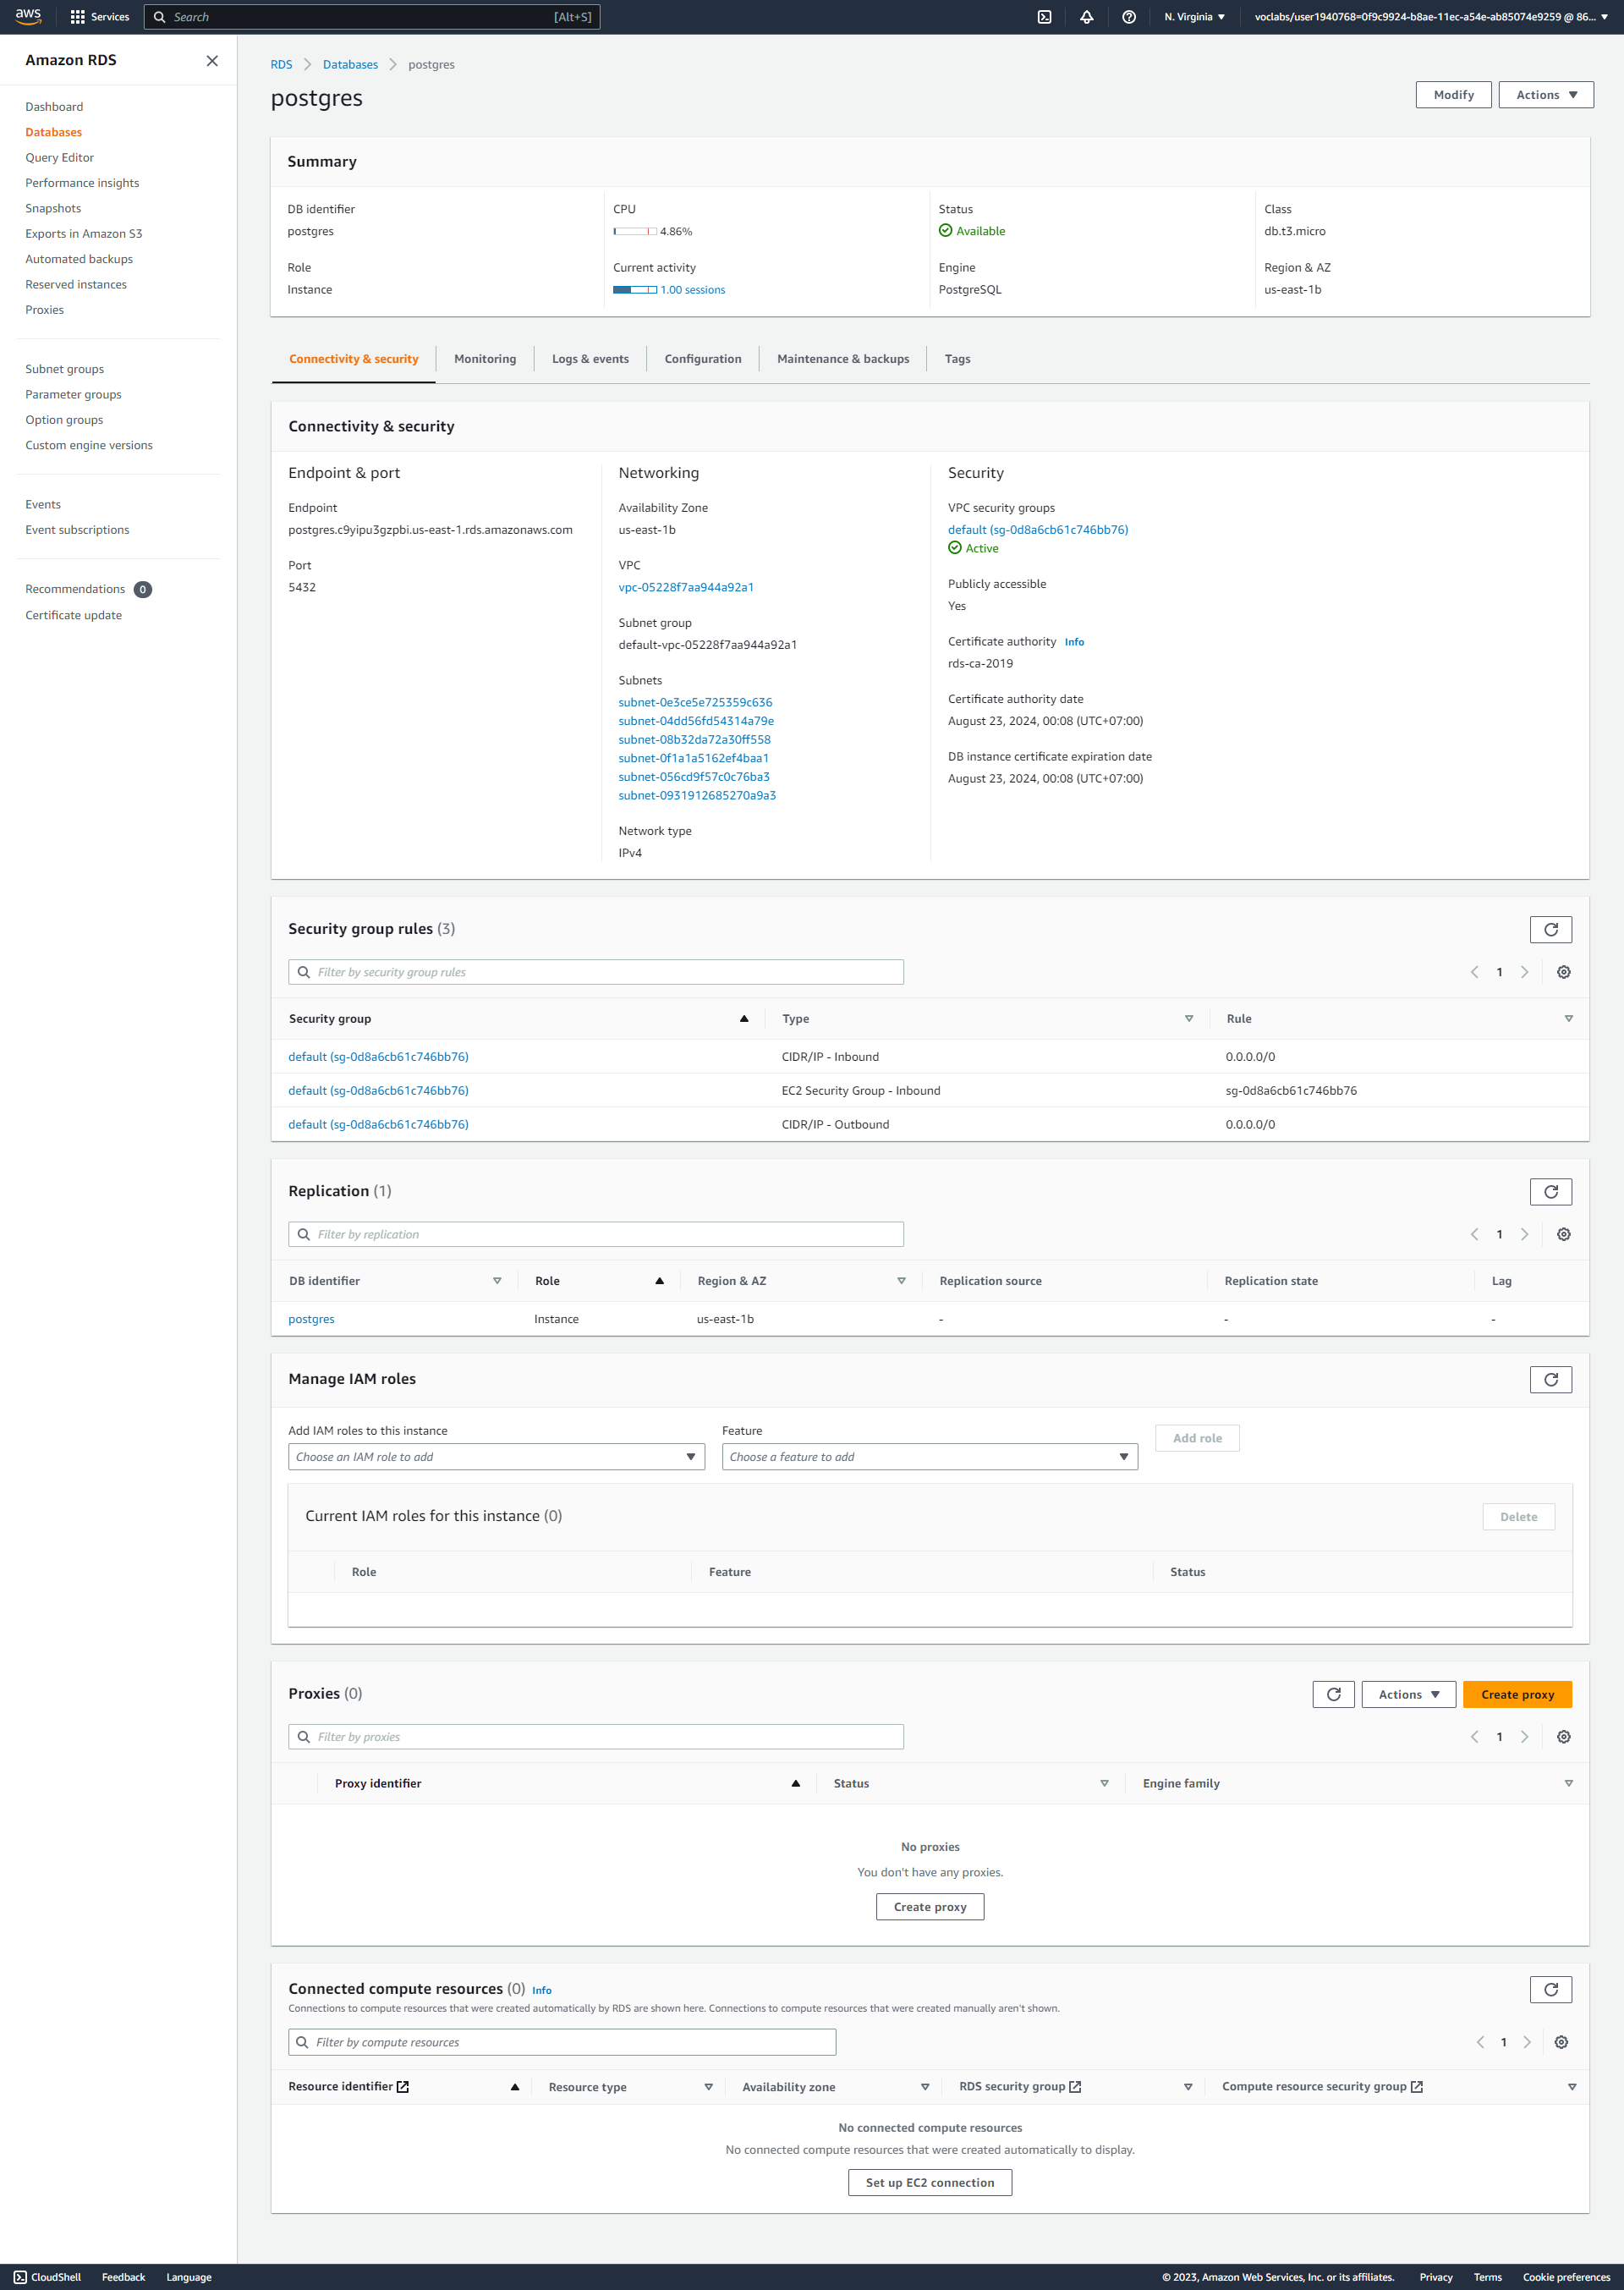 aws Services Search [Alt+S] N. Virginia voclabs/user1940768=0f9c9924-b8ae-11ec-a54e-ab85074e9259 @ 86...
Amazon RDS
Dashboard
Databases
Query Editor
Performance insights
Snapshots
Exports in Amazon S3
Automated backups
Reserved instances
Proxies
Subnet groups
Parameter groups
Option groups
Custom engine versions
Events
Event subscriptions
Recommendations 0
Certificate update
RDS Databases postgres
postgres
Modify Actions
Summary
DB identifier CPU Status Class
postgres 4.86% Available db.t3.micro
Role Current activity Engine Region & AZ
Instance 1.00 sessions PostgreSQL us-east-1b
Connectivity & security Monitoring Logs & events Configuration Maintenance & backups Tags
Connectivity & security
Endpoint & port
Endpoint
postgres.c9yipu3gzpbi.us-east-1.rds.amazonaws.com
Port
5432
Networking
Availability Zone
us-east-1b
VPC
vpc-05228f7aa944a92a1
Subnet group
default-vpc-05228f7aa944a92a1
Subnets
subnet-0e3ce5e725359c636
subnet-04dd56fd54314a79e
subnet-08b32da72a30ff558
subnet-0f1a1a5162ef4baa1
subnet-056cd9f57c0c76ba3
subnet-0931912685270a9a3
Network type
IPv4
Security
VPC security groups
default (sg-0d8a6cb61c746bb76)
Active
Publicly accessible
Yes
Certificate authority Info
rds-ca-2019
Certificate authority date
August 23, 2024, 00:08 (UTC+07:00)
DB instance certificate expiration date
August 23, 2024, 00:08 (UTC+07:00)
Security group rules (3)
Filter by security group rules
1
Security group Type Rule
default (sg-0d8a6cb61c746bb76) CIDR/IP - Inbound 0.0.0.0/0
default (sg-0d8a6cb61c746bb76) EC2 Security Group - Inbound sg-0d8a6cb61c746bb76
default (sg-0d8a6cb61c746bb76) CIDR/IP - Outbound 0.0.0.0/0
Replication (1)
Filter by replication
1
DB identifier Role Region & AZ Replication source Replication state Lag
postgres Instance us-east-1b - - -
Manage IAM roles
Add IAM roles to this instance Feature
Choose an IAM role to add Choose a feature to add Add role
Current IAM roles for this instance (0) Delete
Role Feature Status
Proxies (0)
Actions Create proxy
Filter by proxies
1
Proxy identifier Status Engine family
No proxies
You don't have any proxies.
Create proxy
Connected compute resources (0) Info
Connections to compute resources that were created automatically by RDS are shown here. Connections to compute resources that were created manually aren't shown.
Filter by compute resources
1
Resource identifier Resource type Availability zone RDS security group Compute resource security group
No connected compute resources
No connected compute resources that were created automatically to display.
Set up EC2 connection
CloudShell Feedback Language © 2023, Amazon Web Services, Inc. or its affiliates. Privacy Terms Cookie preferences